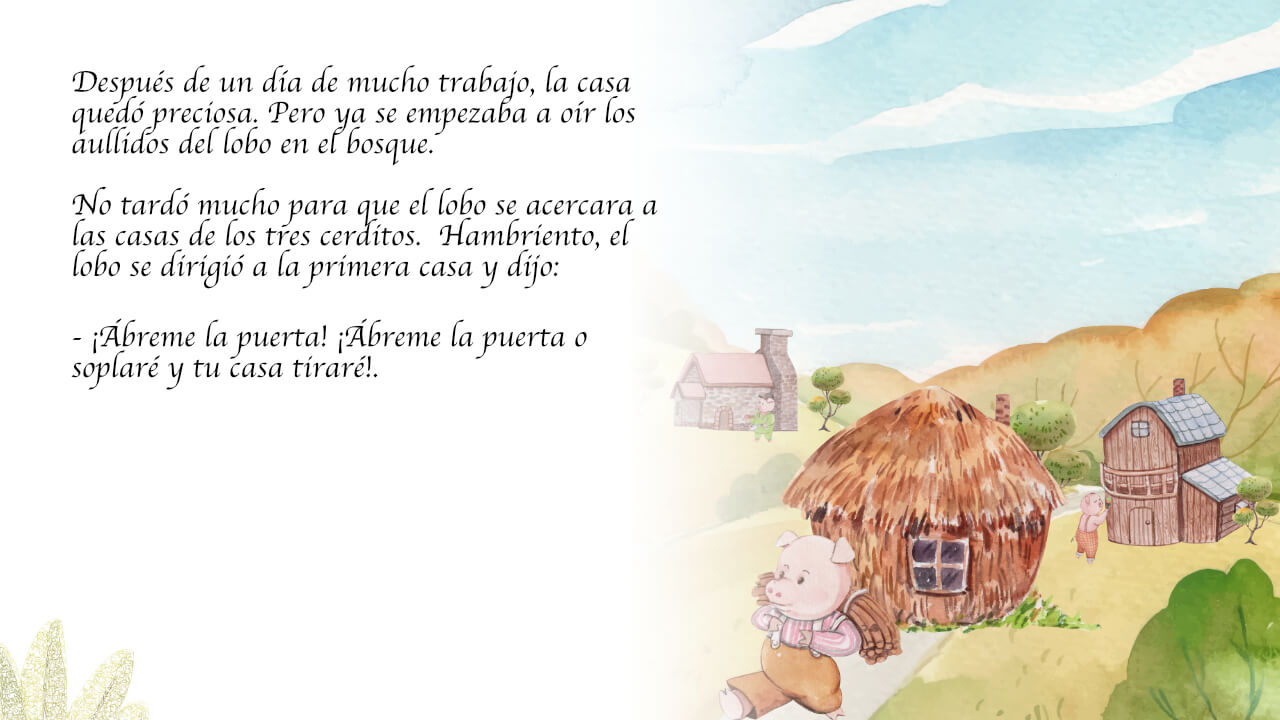 Después de un día de mucho trabajo, la casa
quedó preciosa. Pero ya se empezaba a oír los
aullidos del lobo en el bosque.
No tardó mucho para que el lobo se acercara a
las casas de los tres cerditos.  Hambriento, el
lobo se dirigió a la primera casa y dijo:
- ¡Ábreme la puerta! ¡Ábreme la puerta o
soplaré y tu casa tiraré!.